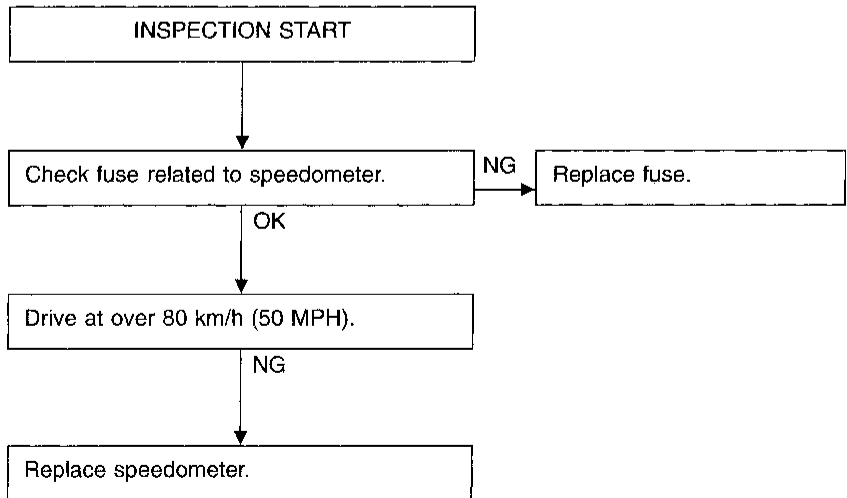 INSPECTION START
Check fuse related to speedometer.
NG
Replace fuse.
OK
Drive at over 80 km/h (50 MPH).
NG
Replace speedometer.